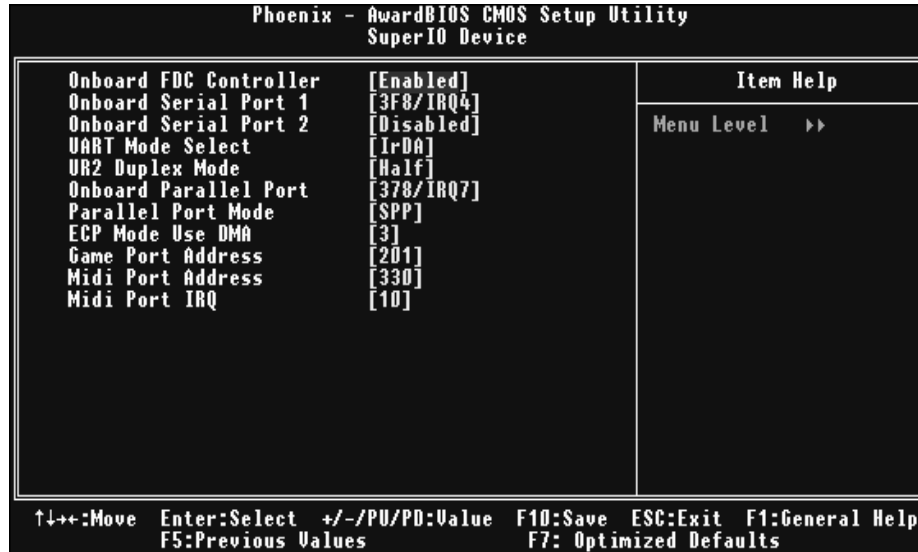 Phoenix - AwardBIOS CMOS Setup Utility
SuperIO Device
Onboard FDC Controller [Enabled]
Onboard Serial Port 1 [3F8/IRQ4]
Onboard Serial Port 2 [Disabled]
UART Mode Select [IrDA]
UR2 Duplex Mode [Half]
Onboard Parallel Port [378/IRQ7]
Parallel Port Mode [SPP]
ECP Mode Use DMA [3]
Game Port Address [201]
Midi Port Address [330]
Midi Port IRQ [10]
Item Help
Menu Level ▸▸
↑↓→←:Move Enter:Select +/-/PU/PD:Value F10:Save ESC:Exit F1:General Help
F5:Previous Values F7: Optimized Defaults